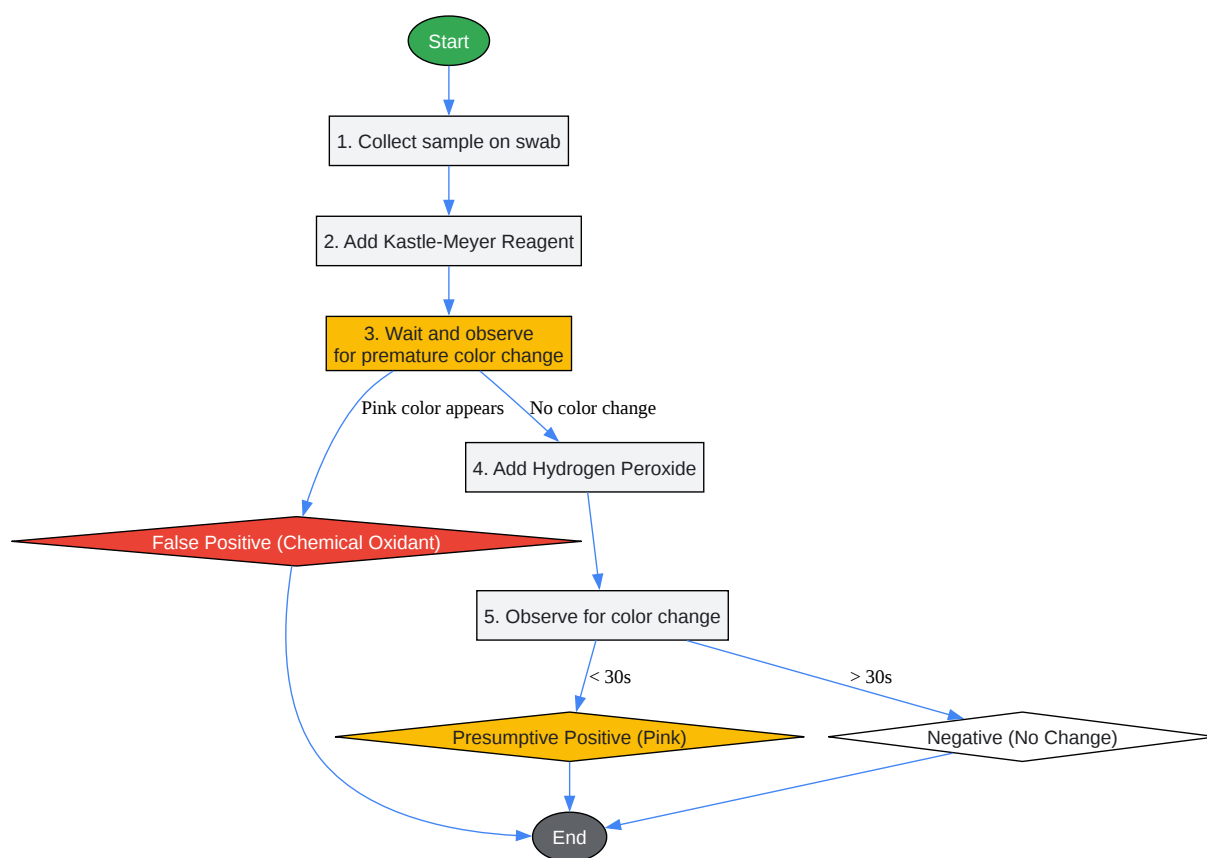 Start
1. Collect sample on swab
2. Add Kastle-Meyer Reagent
3. Wait and observe
for premature color change
Pink color appears
No color change
4. Add Hydrogen Peroxide
False Positive (Chemical Oxidant)
5. Observe for color change
< 30s
> 30s
Presumptive Positive (Pink)
Negative (No Change)
End